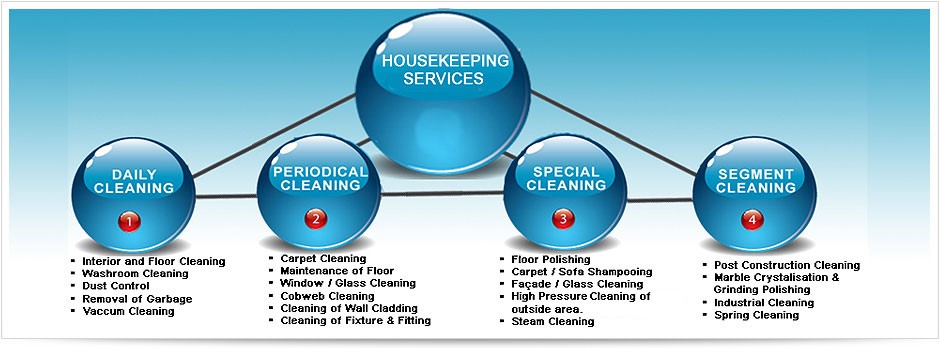 HOUSEKEEPING
SERVICES
DAILY
CLEANING
1
PERIODICAL
CLEANING
2
SPECIAL
CLEANING
3
SEGMENT
CLEANING
4
▪ Interior and Floor Cleaning
▪ Washroom Cleaning
▪ Dust Control
▪ Removal of Garbage
▪ Vaccum Cleaning
▪ Carpet Cleaning
▪ Maintenance of Floor
▪ Window / Glass Cleaning
▪ Cobweb Cleaning
▪ Cleaning of Wall Cladding
▪ Cleaning of Fixture & Fitting
▪ Floor Polishing
▪ Carpet / Sofa Shampooing
▪ Façade / Glass Cleaning
▪ High Pressure Cleaning of
outside area.
▪ Steam Cleaning
▪ Post Construction Cleaning
▪ Marble Crystalisation &
Grinding Polishing
▪ Industrial Cleaning
▪ Spring Cleaning